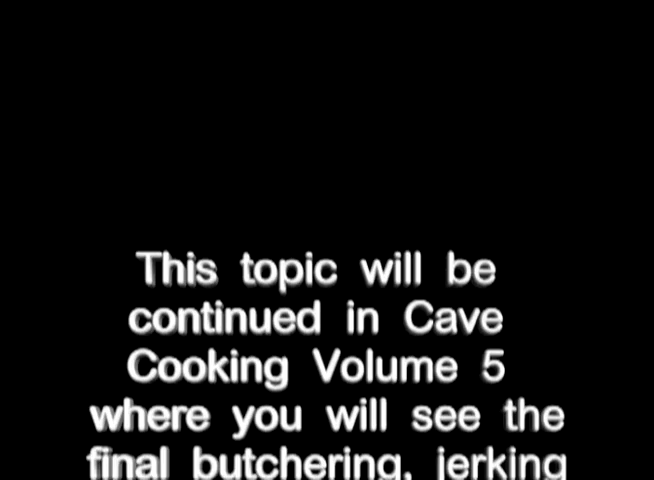 This topic will be
continued in Cave
Cooking Volume 5
where you will see the
final butchering, jerking